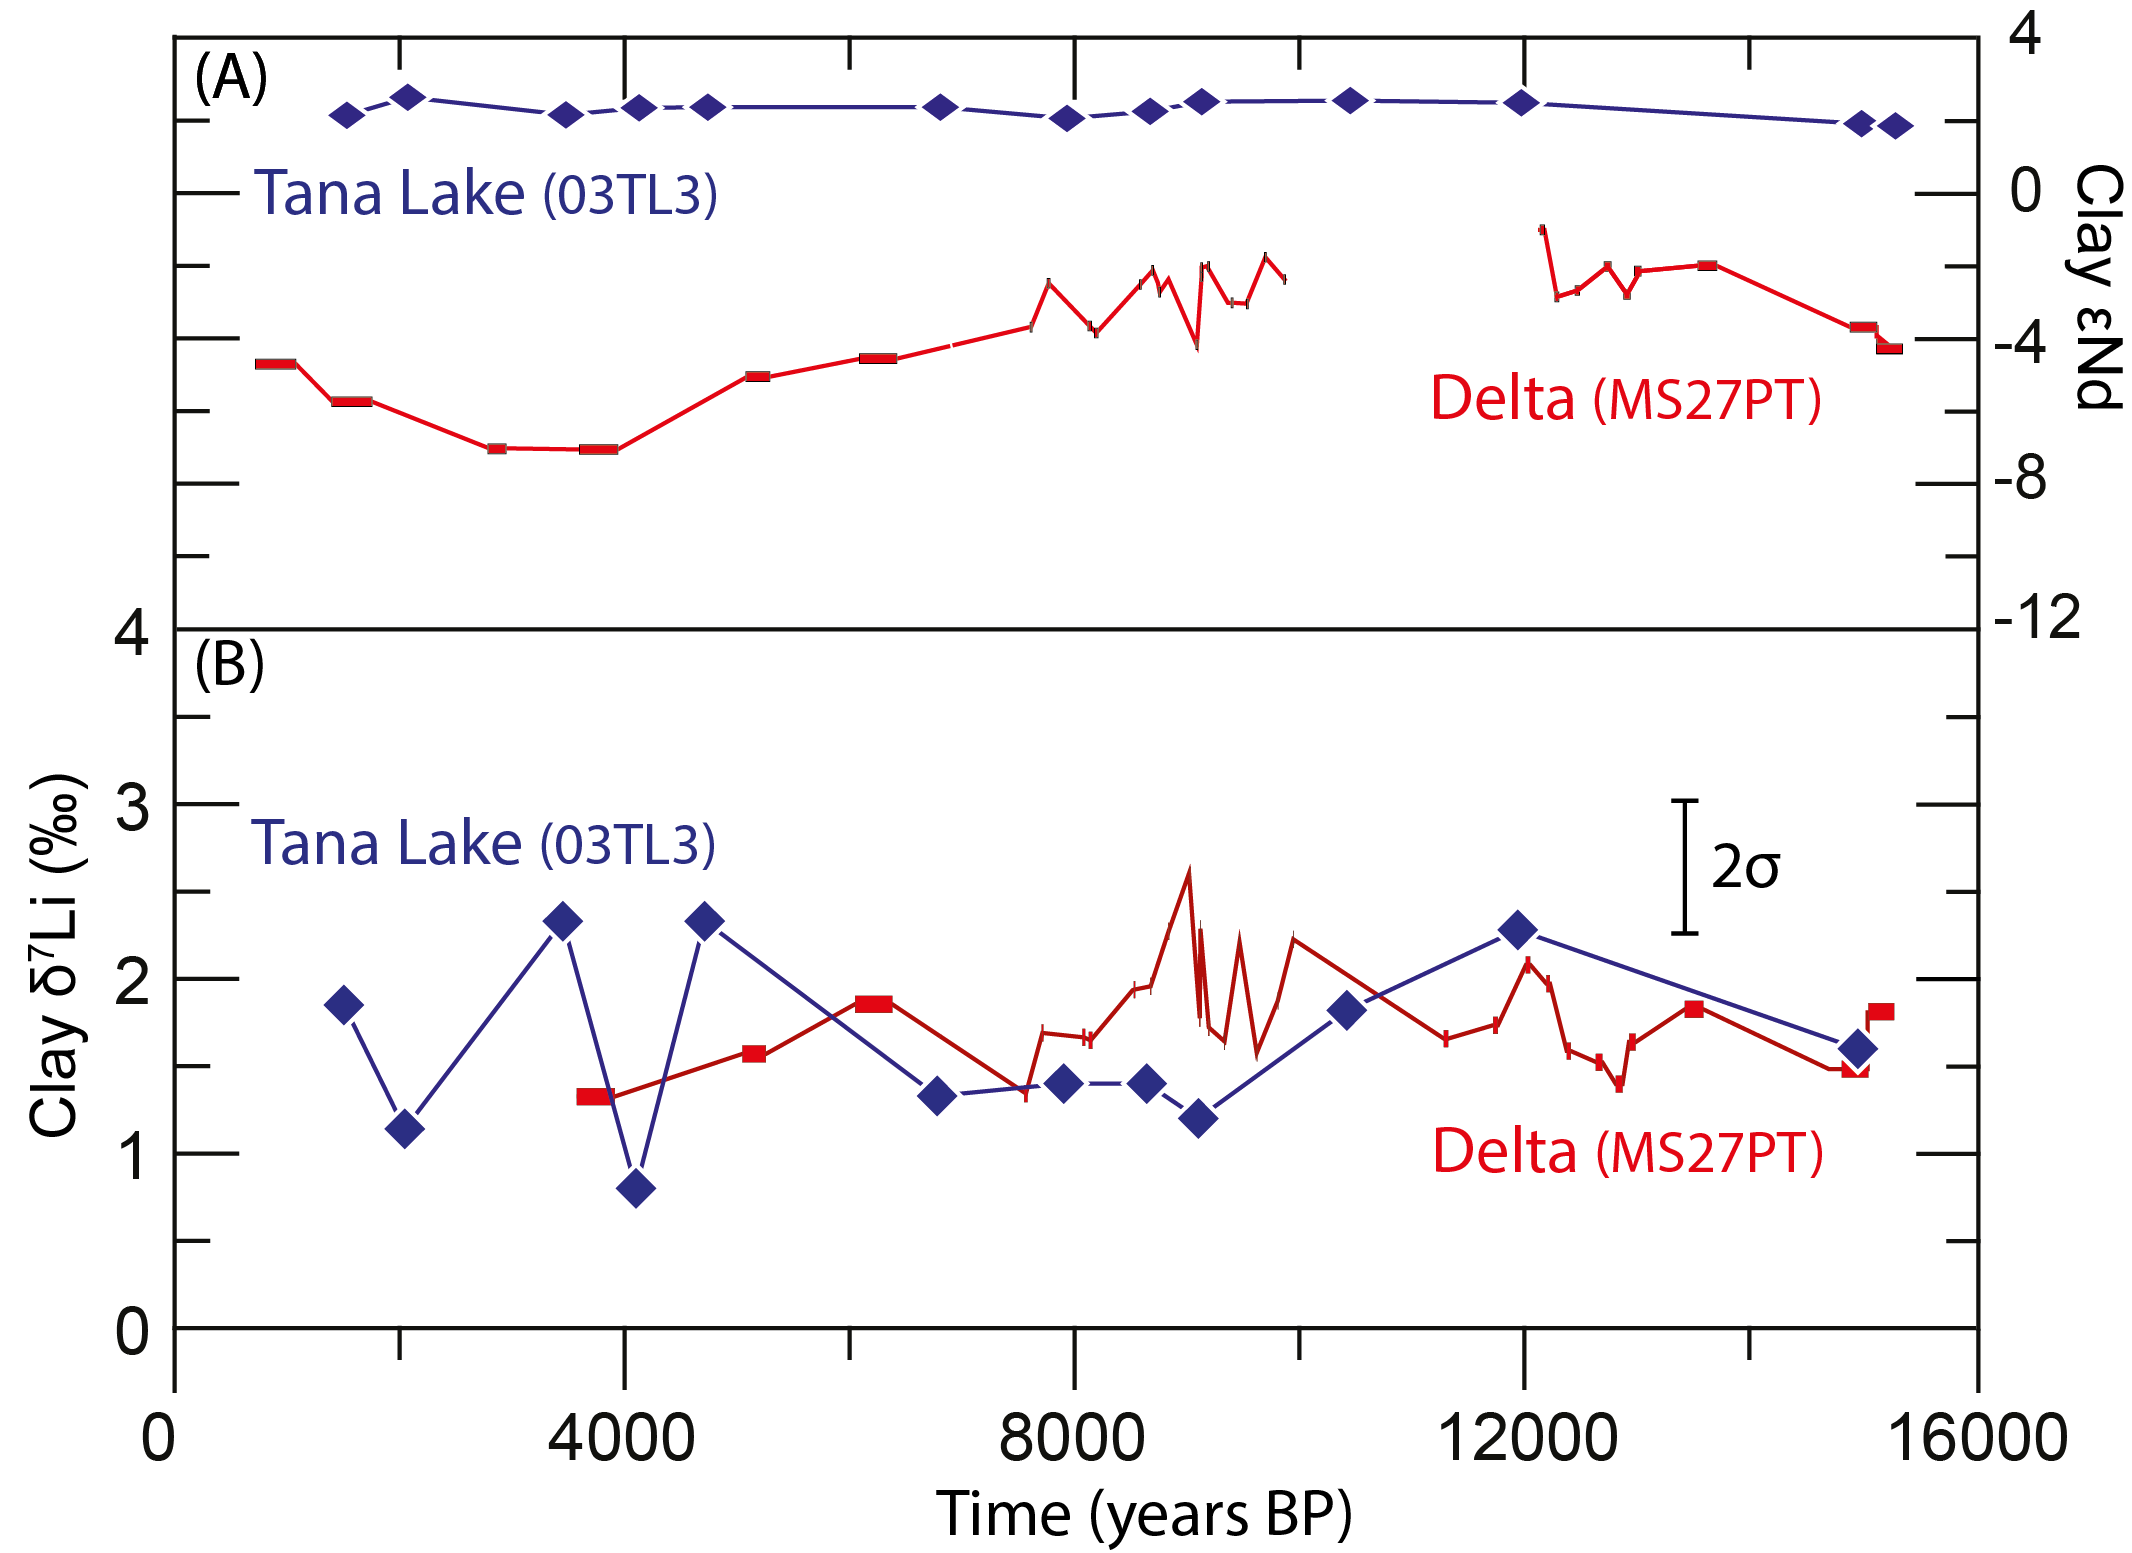 (A)
4
Tana Lake (03TL3)
0
Clay εNd
-4
Delta (MS27PT)
-8
-12
4
(B)
3
Tana Lake (03TL3)
2σ
Clay δ⁷Li (‰)
2
1
Delta (MS27PT)
0
0 4000 8000 12000 16000
Time (years BP)